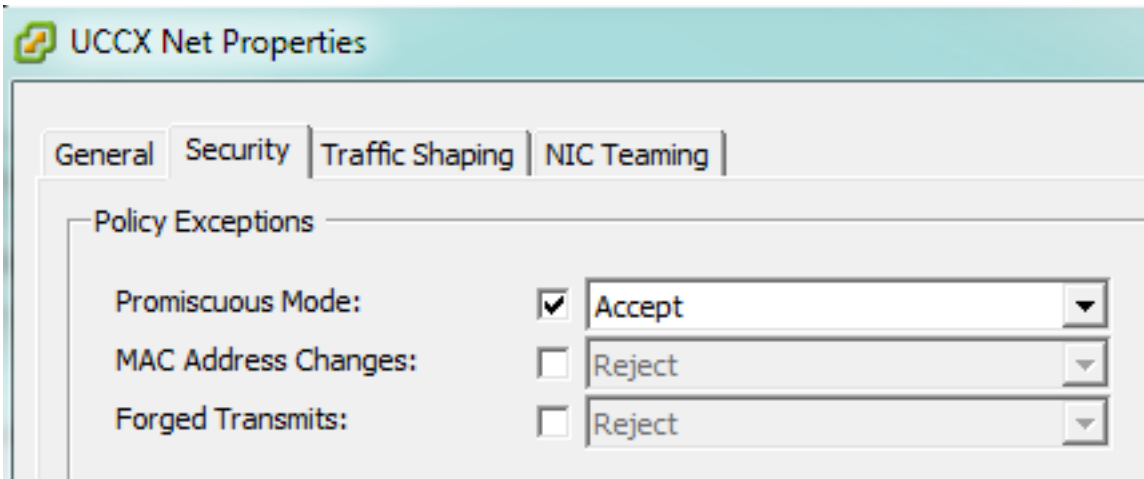 UCCX Net Properties
General Security Traffic Shaping NIC Teaming
Policy Exceptions
Promiscuous Mode: Accept
MAC Address Changes: Reject
Forged Transmits: Reject